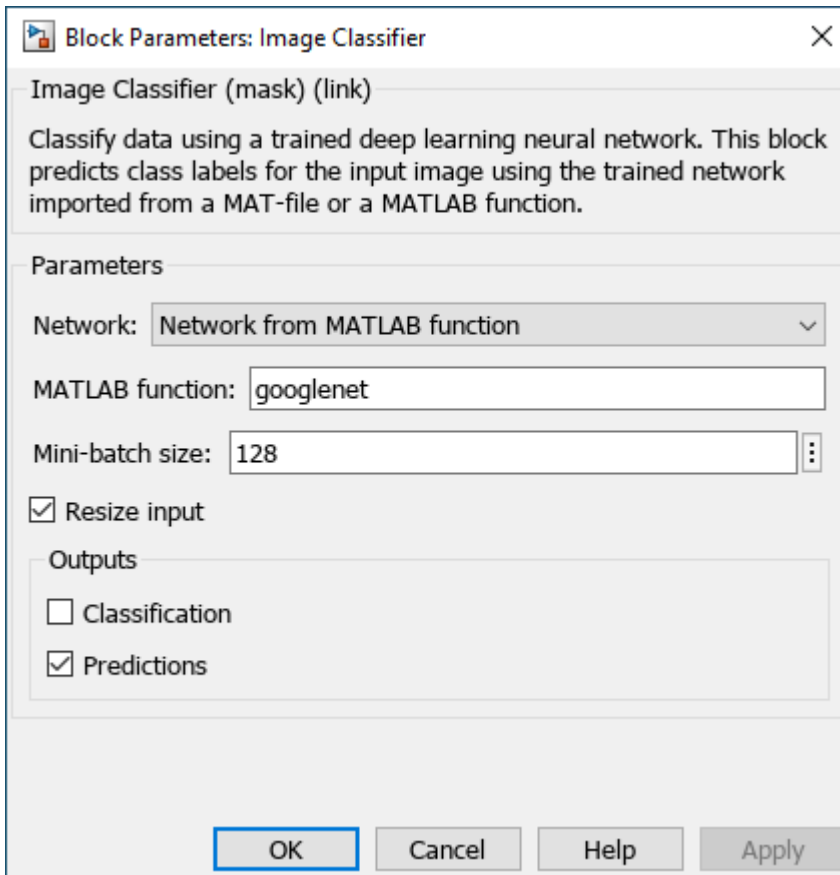 Block Parameters: Image Classifier
Image Classifier (mask) (link)
Classify data using a trained deep learning neural network. This block
predicts class labels for the input image using the trained network
imported from a MAT-file or a MATLAB function.
Parameters
Network: Network from MATLAB function
MATLAB function: googlenet
Mini-batch size: 128
Resize input
Outputs
Classification
Predictions
OK Cancel Help Apply